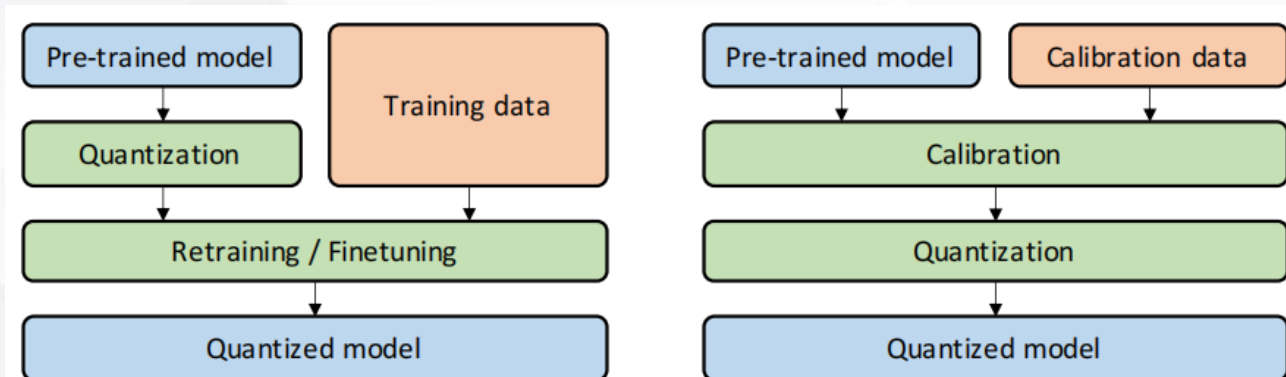 Pre-trained model
Training data
Quantization
Retraining / Finetuning
Quantized model
Pre-trained model
Calibration data
Calibration
Quantization
Quantized model